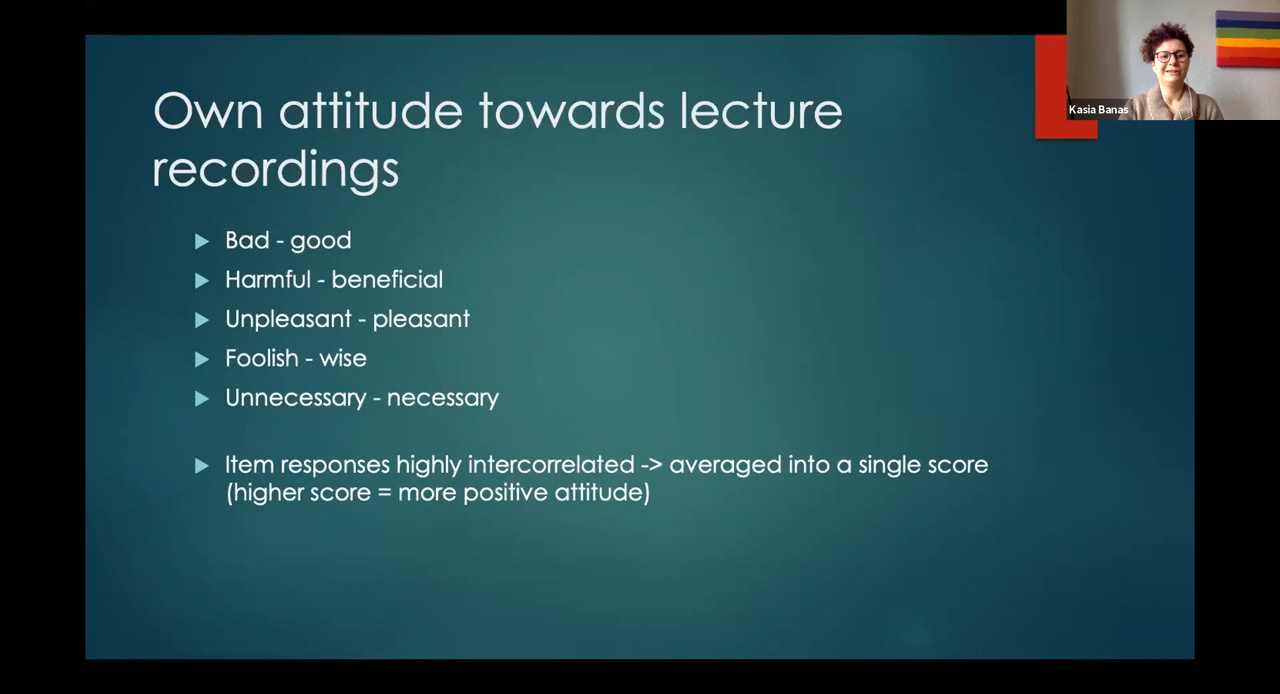 Own attitude towards lecture
recordings
Kasia Banas
Bad - good
Harmful - beneficial
Unpleasant - pleasant
Foolish - wise
Unnecessary - necessary
Item responses highly intercorrelated -> averaged into a single score
(higher score = more positive attitude)